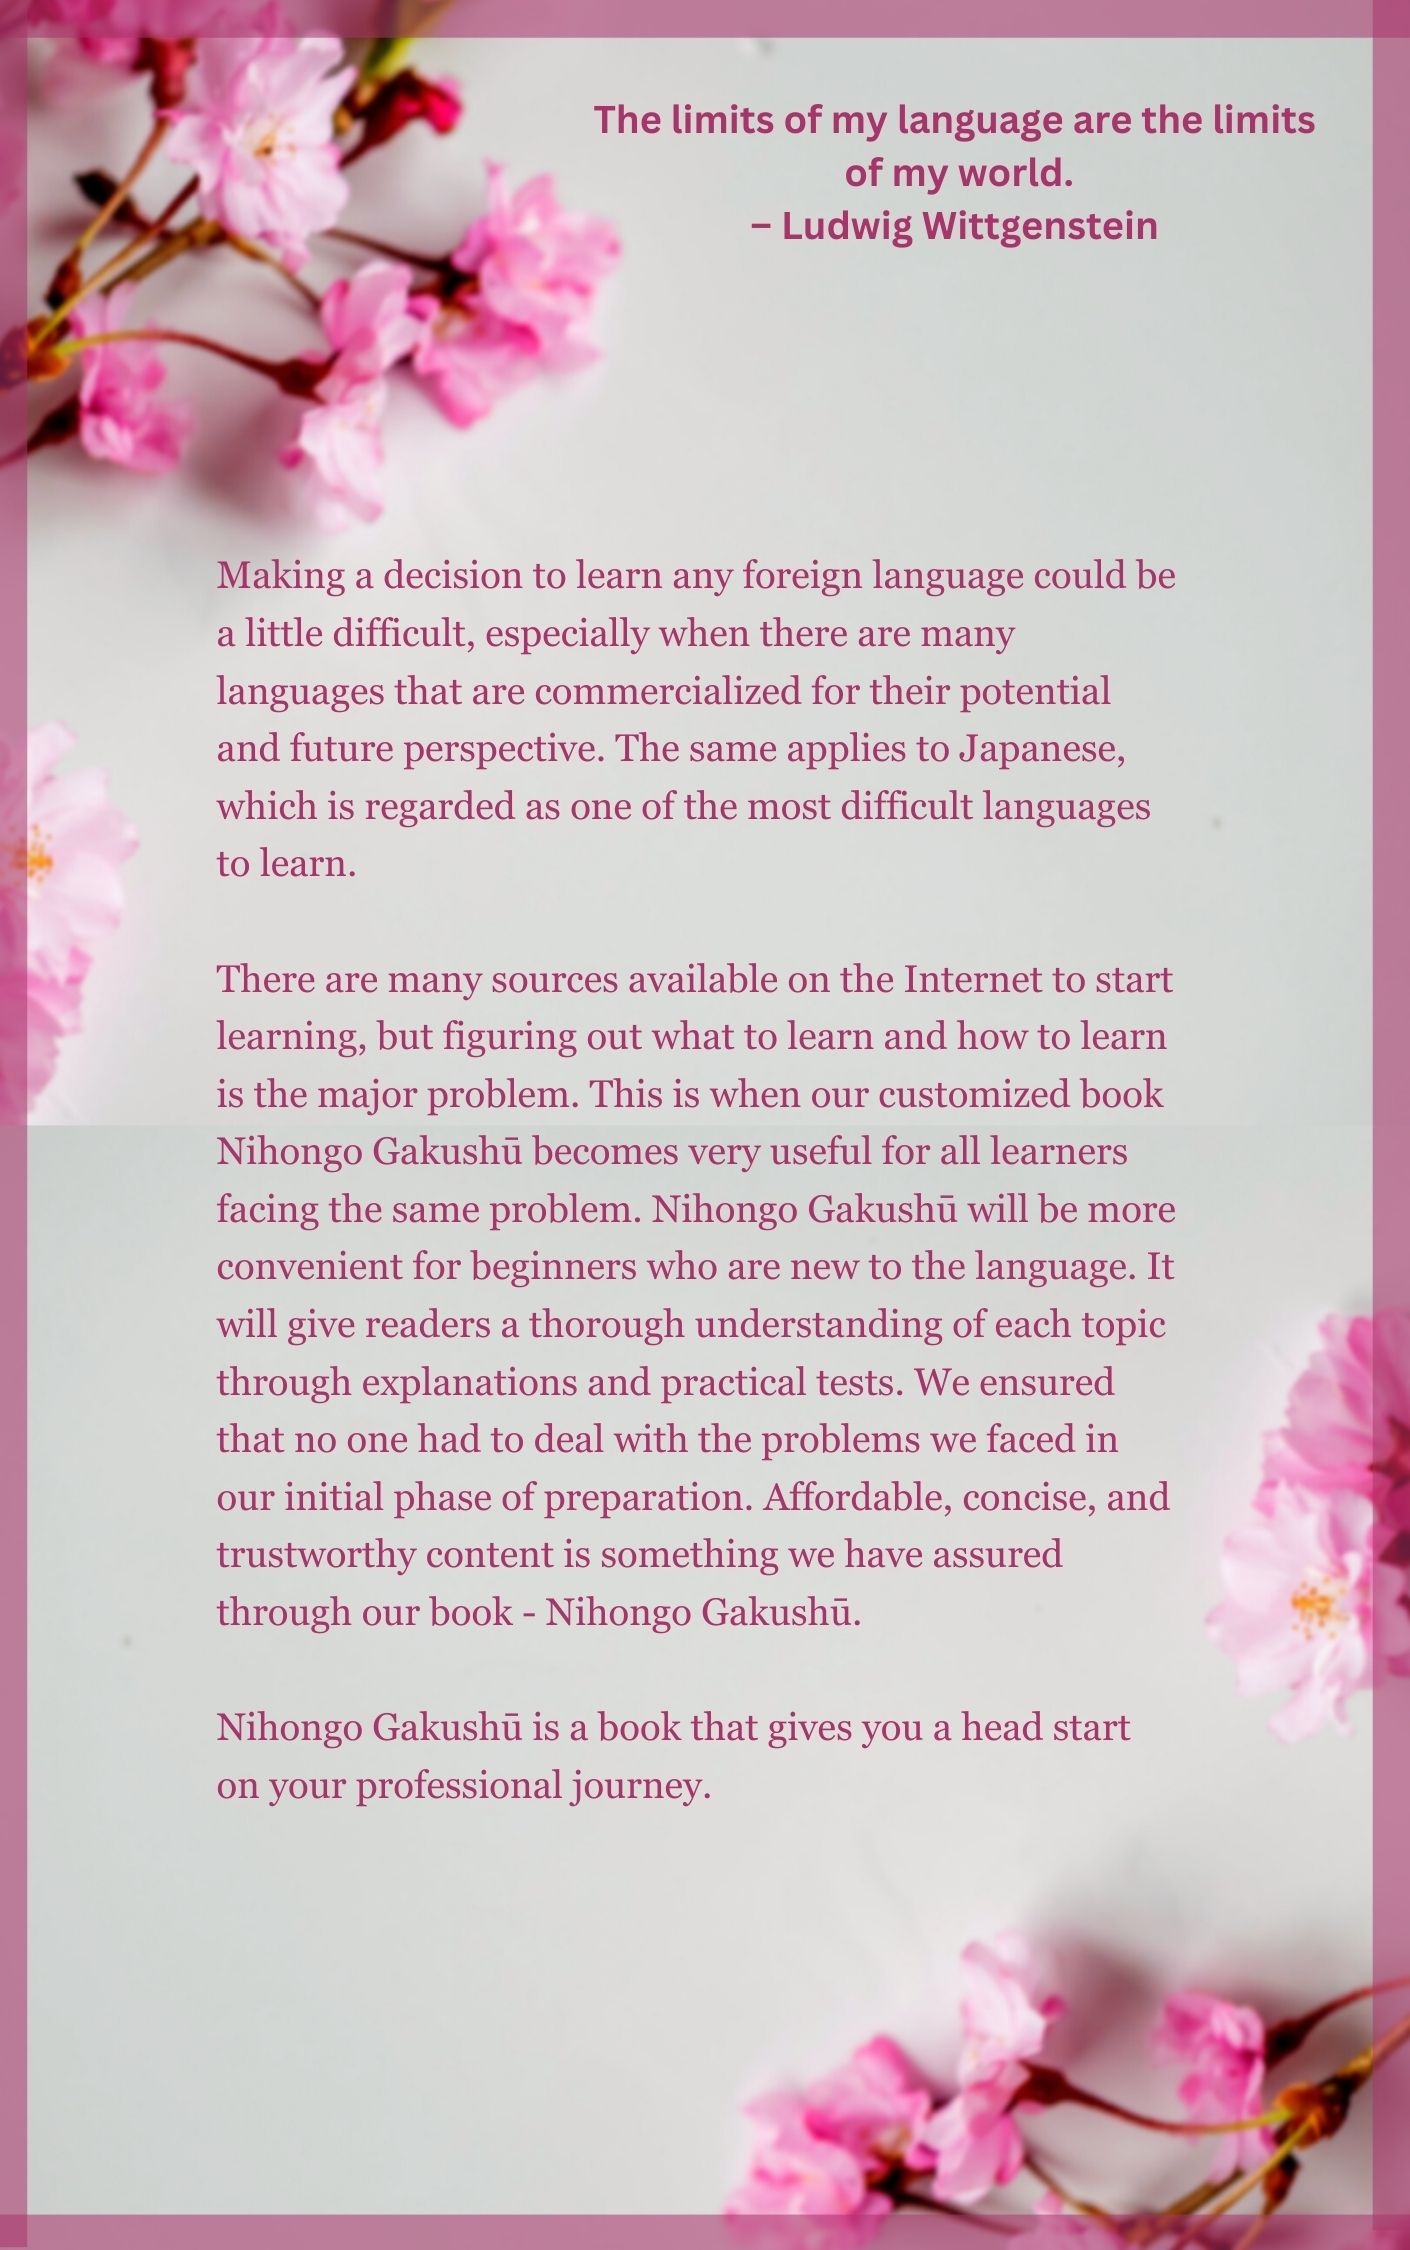 The limits of my language are the limits
of my world.
– Ludwig Wittgenstein
Making a decision to learn any foreign language could be
a little difficult, especially when there are many
languages that are commercialized for their potential
and future perspective. The same applies to Japanese,
which is regarded as one of the most difficult languages
to learn.
There are many sources available on the Internet to start
learning, but figuring out what to learn and how to learn
is the major problem. This is when our customized book
Nihongo Gakushū becomes very useful for all learners
facing the same problem. Nihongo Gakushū will be more
convenient for beginners who are new to the language. It
will give readers a thorough understanding of each topic
through explanations and practical tests. We ensured
that no one had to deal with the problems we faced in
our initial phase of preparation. Affordable, concise, and
trustworthy content is something we have assured
through our book - Nihongo Gakushū.
Nihongo Gakushū is a book that gives you a head start
on your professional journey.